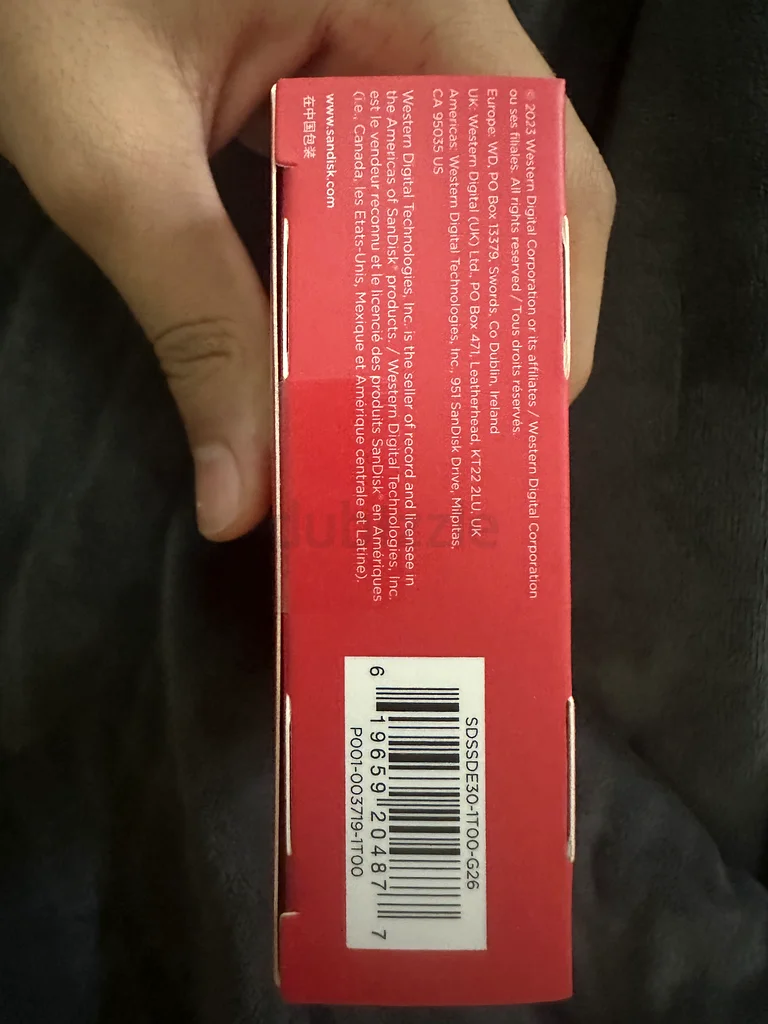 © 2023 Western Digital Corporation or its affiliates / Western Digital Corporation
ou ses filiales. All rights reserved / Tous droits réservés.
Europe: WD, PO Box 13379, Swords, Co Dublin, Ireland
UK: Western Digital (UK) Ltd., PO Box 471, Leatherhead, KT22 2LU, UK
Americas: Western Digital Technologies, Inc., 951 SanDisk Drive, Milpitas,
CA 95035 US
Western Digital Technologies, Inc. is the seller of record and licensee in
the Americas of SanDisk® products. / Western Digital Technologies, Inc.
est le vendeur reconnu et le licencié des produits SanDisk® en Amériques
(i.e., Canada, les Etats-Unis, Mexique et Amérique centrale et Latine).
www.sandisk.com
在中国包装
SDSSDE30-1T00-G26
6 19659 20487 7
P001-003719-1T00
dubizzle